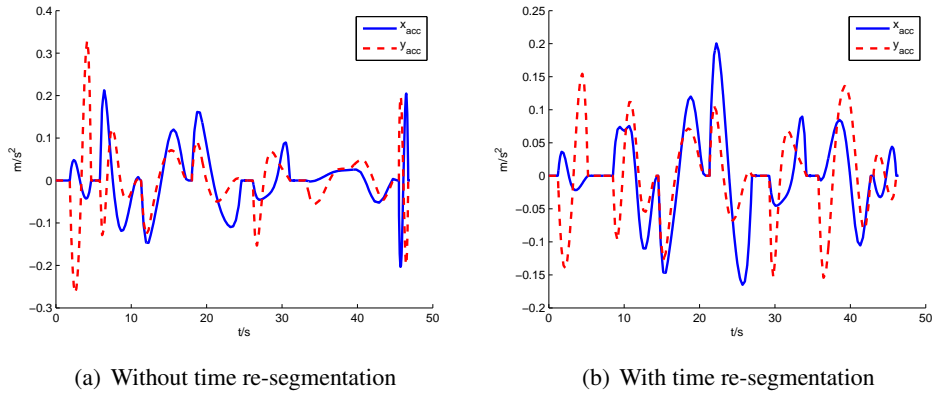 0.4
0.3
0.2
0.1
0
−0.1
−0.2
−0.3
m/s²
0 10 20 30 40 50
t/s
x_acc
y_acc
(a) Without time re-segmentation
0.25
0.2
0.15
0.1
0.05
0
−0.05
−0.1
−0.15
−0.2
m/s²
0 10 20 30 40 50
t/s
x_acc
y_acc
(b) With time re-segmentation